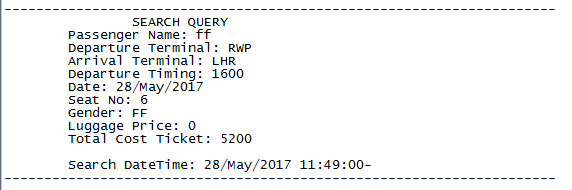 SEARCH QUERY
Passenger Name: ff
Departure Terminal: RWP
Arrival Terminal: LHR
Departure Timing: 1600
Date: 28/May/2017
Seat No: 6
Gender: FF
Luggage Price: 0
Total Cost Ticket: 5200
Search DateTime: 28/May/2017 11:49:00-